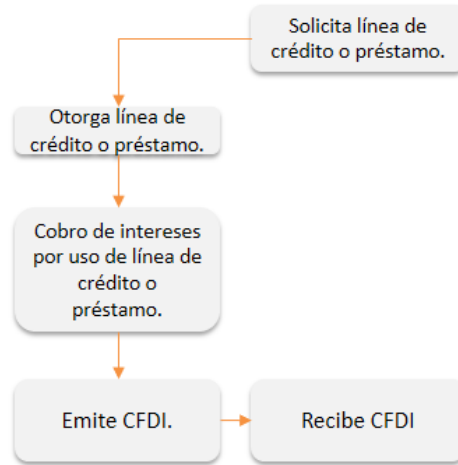 Solicita línea de
crédito o préstamo.
Otorga línea de
crédito o préstamo.
Cobro de intereses
por uso de línea de
crédito o
préstamo.
Emite CFDI.
Recibe CFDI